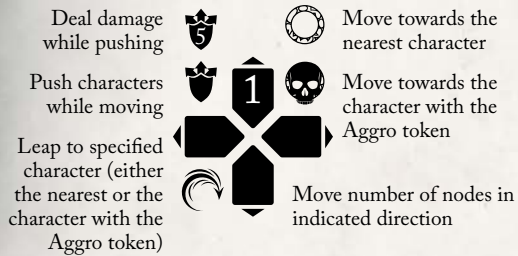 Deal damage
while pushing
5
Move towards the
nearest character
Push characters
while moving
1
Move towards the
character with the
Aggro token
Leap to specified
character (either
the nearest or the
character with the
Aggro token)
Move number of nodes in
indicated direction